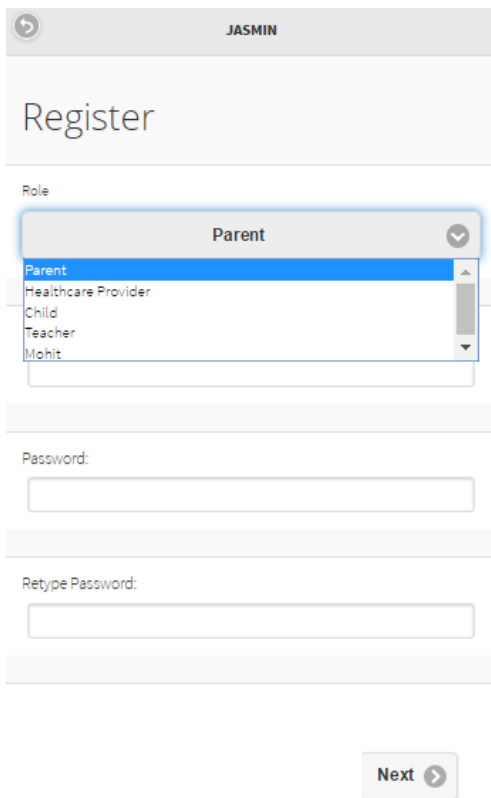 JASMIN
Register
Role
Parent
Parent
Healthcare Provider
Child
Teacher
Mohit
Password:
Retype Password:
Next